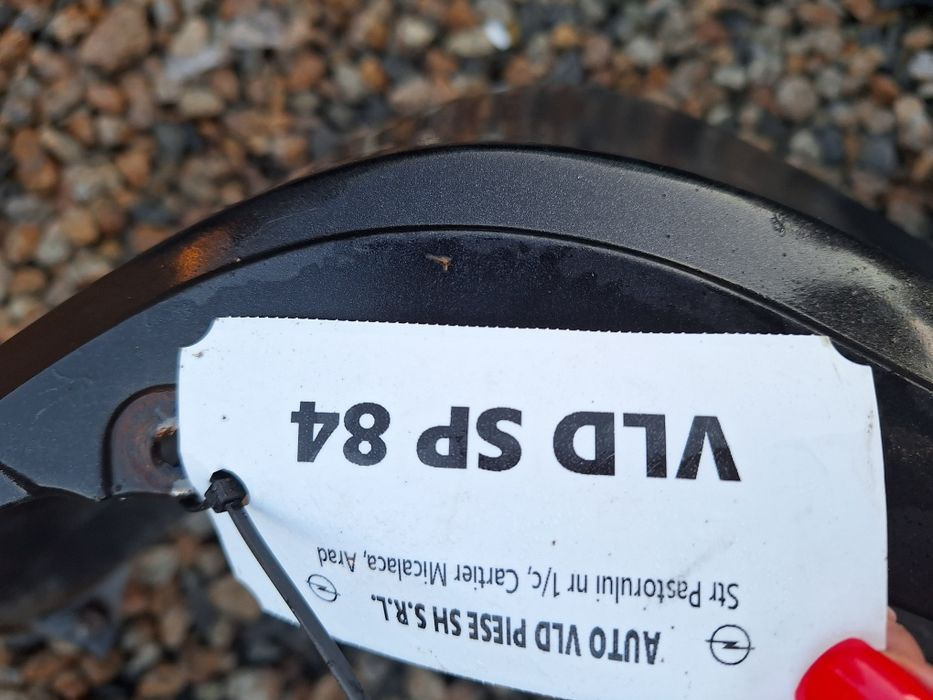 AUTO VLD PIESE SH S.R.L.
Str Pastorului nr 1/c, Cartier Micalaca, Arad
VLD SP 84